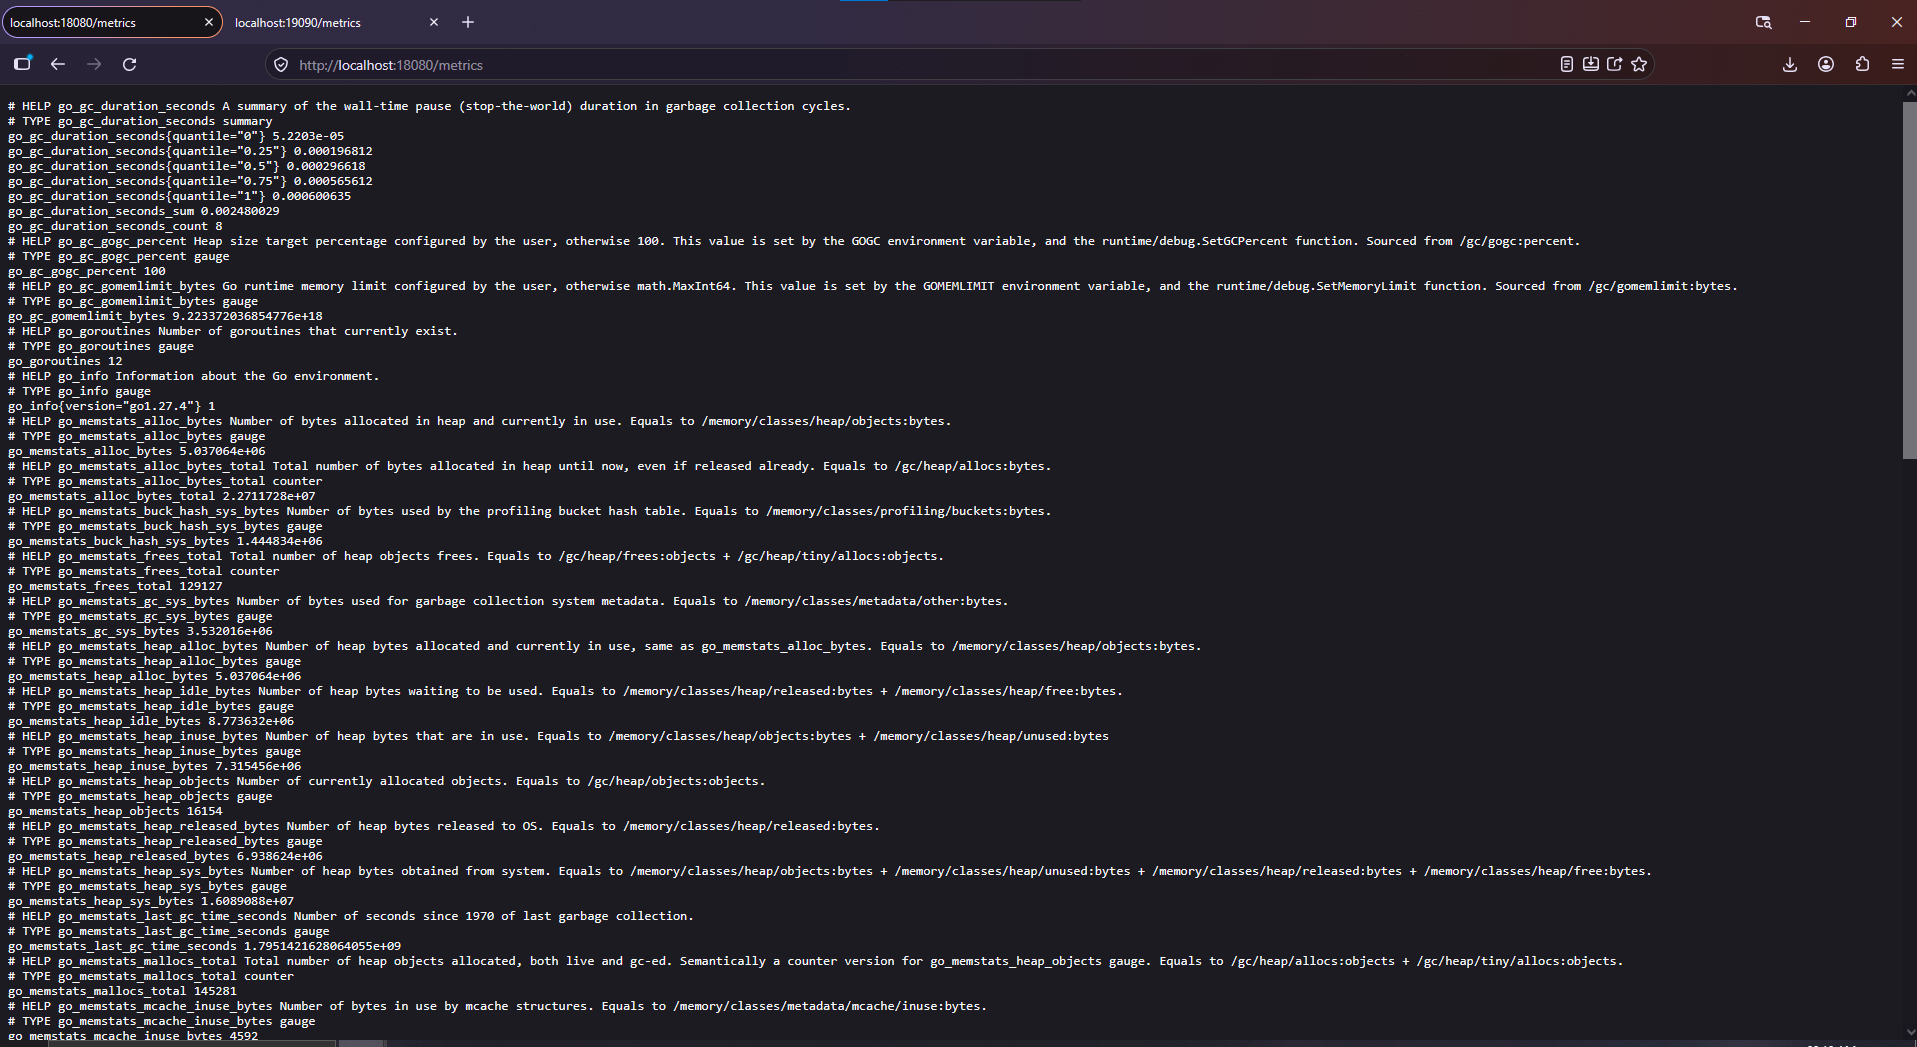 localhost:18080/metrics
localhost:19090/metrics
http://localhost:18080/metrics
# HELP go_gc_duration_seconds A summary of the wall-time pause (stop-the-world) duration in garbage collection cycles.
# TYPE go_gc_duration_seconds summary
go_gc_duration_seconds{quantile="0"} 5.2203e-05
go_gc_duration_seconds{quantile="0.25"} 0.000196812
go_gc_duration_seconds{quantile="0.5"} 0.000296618
go_gc_duration_seconds{quantile="0.75"} 0.000565612
go_gc_duration_seconds{quantile="1"} 0.000600635
go_gc_duration_seconds_sum 0.002480029
go_gc_duration_seconds_count 8
# HELP go_gc_gogc_percent Heap size target percentage configured by the user, otherwise 100. This value is set by the GOGC environment variable, and the runtime/debug.SetGCPercent function. Sourced from /gc/gogc:percent.
# TYPE go_gc_gogc_percent gauge
go_gc_gogc_percent 100
# HELP go_gc_gomemlimit_bytes Go runtime memory limit configured by the user, otherwise math.MaxInt64. This value is set by the GOMEMLIMIT environment variable, and the runtime/debug.SetMemoryLimit function. Sourced from /gc/gomemlimit:bytes.
# TYPE go_gc_gomemlimit_bytes gauge
go_gc_gomemlimit_bytes 9.223372036854776e+18
# HELP go_goroutines Number of goroutines that currently exist.
# TYPE go_goroutines gauge
go_goroutines 12
# HELP go_info Information about the Go environment.
# TYPE go_info gauge
go_info{version="go1.27.4"} 1
# HELP go_memstats_alloc_bytes Number of bytes allocated in heap and currently in use. Equals to /memory/classes/heap/objects:bytes.
# TYPE go_memstats_alloc_bytes gauge
go_memstats_alloc_bytes 5.037064e+06
# HELP go_memstats_alloc_bytes_total Total number of bytes allocated in heap until now, even if released already. Equals to /gc/heap/allocs:bytes.
# TYPE go_memstats_alloc_bytes_total counter
go_memstats_alloc_bytes_total 2.2711728e+07
# HELP go_memstats_buck_hash_sys_bytes Number of bytes used by the profiling bucket hash table. Equals to /memory/classes/profiling/buckets:bytes.
# TYPE go_memstats_buck_hash_sys_bytes gauge
go_memstats_buck_hash_sys_bytes 1.444834e+06
# HELP go_memstats_frees_total Total number of heap objects frees. Equals to /gc/heap/frees:objects + /gc/heap/tiny/allocs:objects.
# TYPE go_memstats_frees_total counter
go_memstats_frees_total 129127
# HELP go_memstats_gc_sys_bytes Number of bytes used for garbage collection system metadata. Equals to /memory/classes/metadata/other:bytes.
# TYPE go_memstats_gc_sys_bytes gauge
go_memstats_gc_sys_bytes 3.532016e+06
# HELP go_memstats_heap_alloc_bytes Number of heap bytes allocated and currently in use, same as go_memstats_alloc_bytes. Equals to /memory/classes/heap/objects:bytes.
# TYPE go_memstats_heap_alloc_bytes gauge
go_memstats_heap_alloc_bytes 5.037064e+06
# HELP go_memstats_heap_idle_bytes Number of heap bytes waiting to be used. Equals to /memory/classes/heap/released:bytes + /memory/classes/heap/free:bytes.
# TYPE go_memstats_heap_idle_bytes gauge
go_memstats_heap_idle_bytes 8.773632e+06
# HELP go_memstats_heap_inuse_bytes Number of heap bytes that are in use. Equals to /memory/classes/heap/objects:bytes + /memory/classes/heap/unused:bytes
# TYPE go_memstats_heap_inuse_bytes gauge
go_memstats_heap_inuse_bytes 7.315456e+06
# HELP go_memstats_heap_objects Number of currently allocated objects. Equals to /gc/heap/objects:objects.
# TYPE go_memstats_heap_objects gauge
go_memstats_heap_objects 16154
# HELP go_memstats_heap_released_bytes Number of heap bytes released to OS. Equals to /memory/classes/heap/released:bytes.
# TYPE go_memstats_heap_released_bytes gauge
go_memstats_heap_released_bytes 6.938624e+06
# HELP go_memstats_heap_sys_bytes Number of heap bytes obtained from system. Equals to /memory/classes/heap/objects:bytes + /memory/classes/heap/unused:bytes + /memory/classes/heap/released:bytes + /memory/classes/heap/free:bytes.
# TYPE go_memstats_heap_sys_bytes gauge
go_memstats_heap_sys_bytes 1.6089088e+07
# HELP go_memstats_last_gc_time_seconds Number of seconds since 1970 of last garbage collection.
# TYPE go_memstats_last_gc_time_seconds gauge
go_memstats_last_gc_time_seconds 1.7951421628064055e+09
# HELP go_memstats_mallocs_total Total number of heap objects allocated, both live and gc-ed. Semantically a counter version for go_memstats_heap_objects gauge. Equals to /gc/heap/allocs:objects + /gc/heap/tiny/allocs:objects.
# TYPE go_memstats_mallocs_total counter
go_memstats_mallocs_total 145281
# HELP go_memstats_mcache_inuse_bytes Number of bytes in use by mcache structures. Equals to /memory/classes/metadata/mcache/inuse:bytes.
# TYPE go_memstats_mcache_inuse_bytes gauge
go_memstats_mcache_inuse_bytes 4592